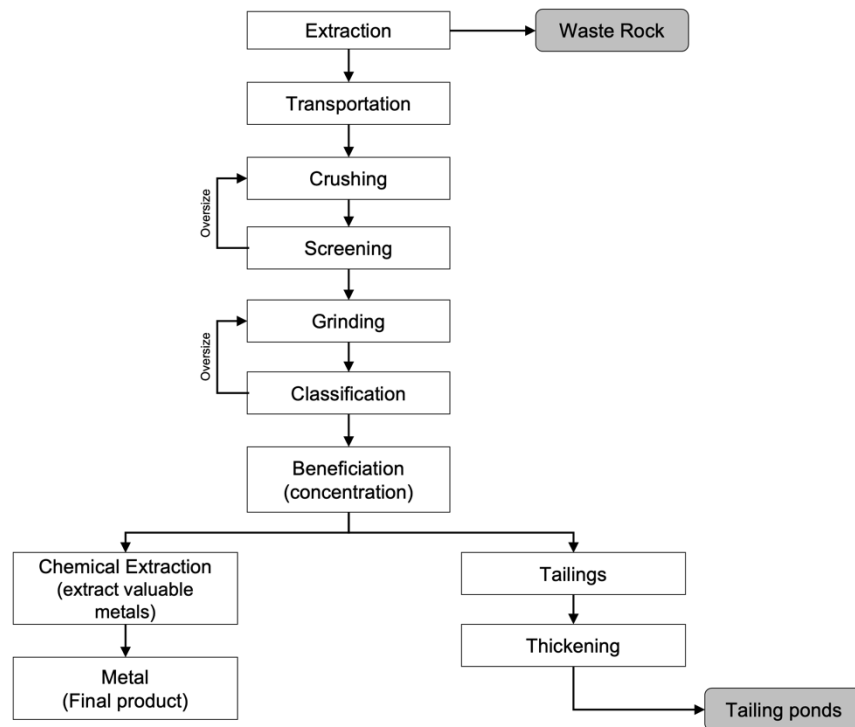 Extraction
Waste Rock
Transportation
Crushing
Oversize
Screening
Grinding
Oversize
Classification
Beneficiation
(concentration)
Chemical Extraction
(extract valuable
metals)
Tailings
Thickening
Metal
(Final product)
Tailing ponds